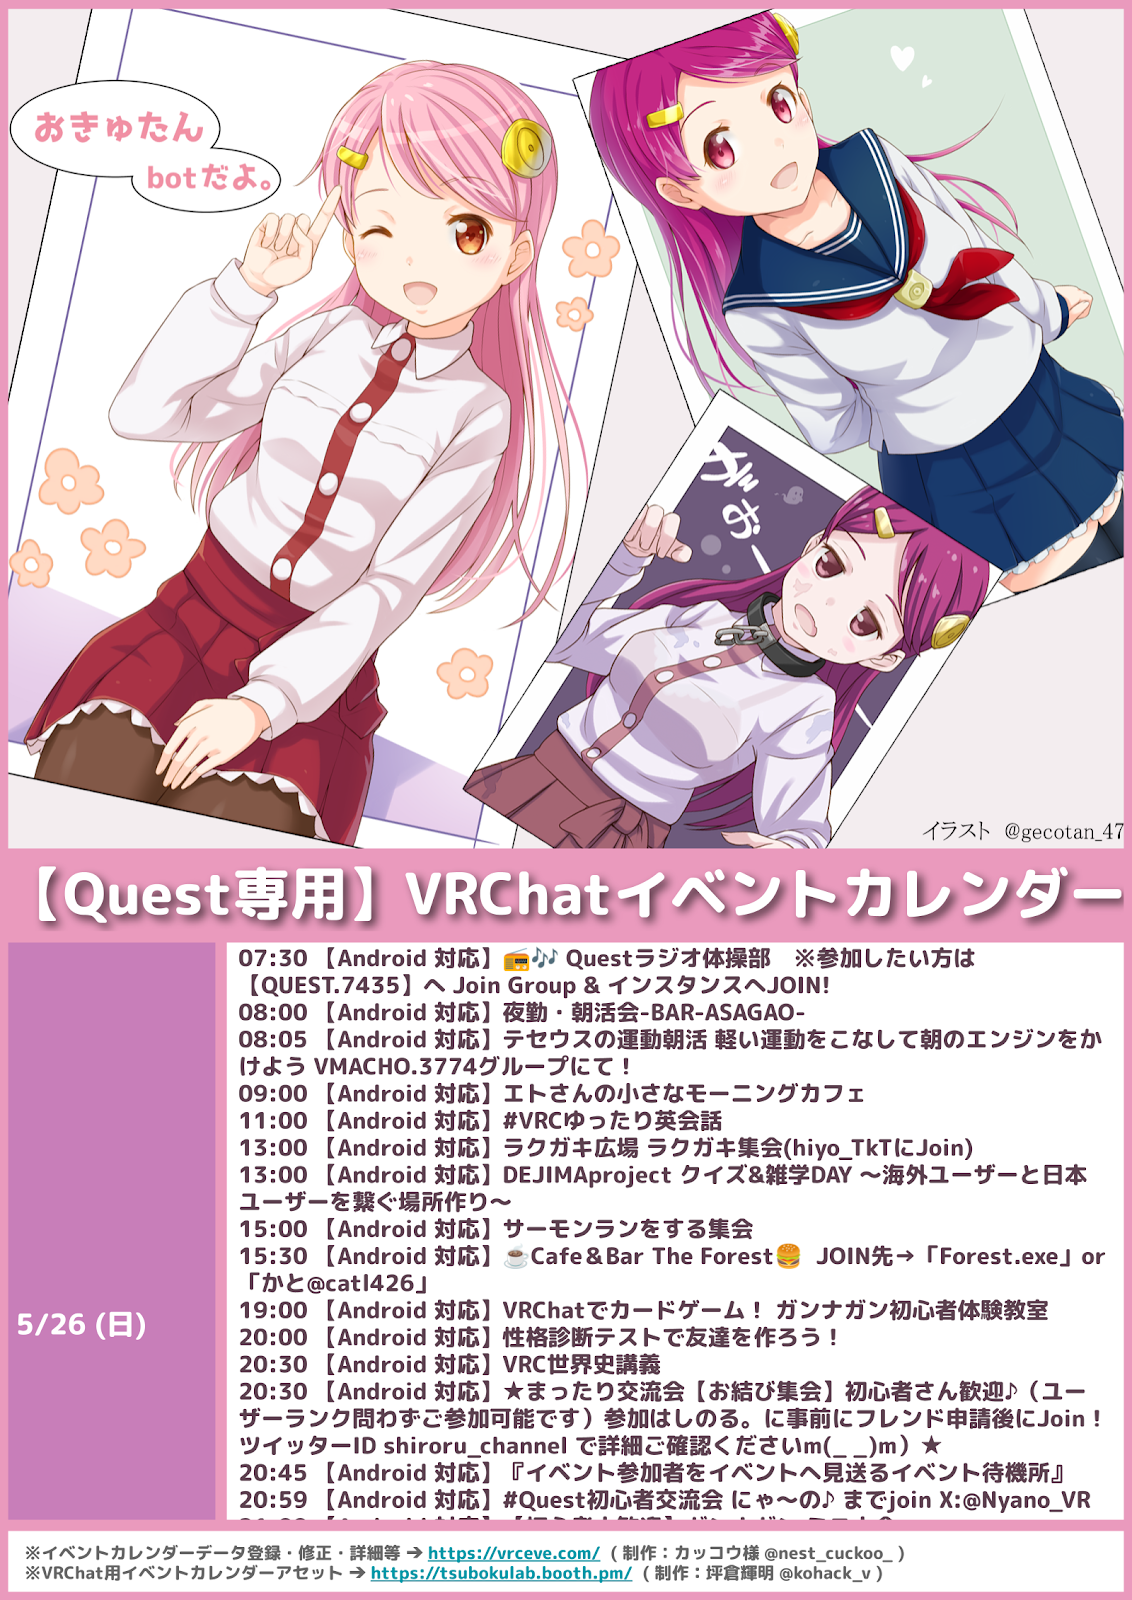 おきゅたん
botだよ。
がおー
イラスト @gecotan_47
【Quest専用】VRChatイベントカレンダー
5/26 (日)
07:30 【Android 対応】📻🎶 Questラジオ体操部　※参加したい方は
【QUEST.7435】へ Join Group & インスタンスへJOIN!
08:00 【Android 対応】夜勤・朝活会-BAR-ASAGAO-
08:05 【Android 対応】テセウスの運動朝活 軽い運動をこなして朝のエンジンをか
けよう VMACHO.3774グループにて！
09:00 【Android 対応】エトさんの小さなモーニングカフェ
11:00 【Android 対応】#VRCゆったり英会話
13:00 【Android 対応】ラクガキ広場 ラクガキ集会(hiyo_TkTにJoin)
13:00 【Android 対応】DEJIMAproject クイズ&雑学DAY ～海外ユーザーと日本
ユーザーを繋ぐ場所作り～
15:00 【Android 対応】サーモンランをする集会
15:30 【Android 対応】☕Cafe＆Bar The Forest🍔 JOIN先→「Forest.exe」or
「かと@catl426」
19:00 【Android 対応】VRChatでカードゲーム！ ガンナガン初心者体験教室
20:00 【Android 対応】性格診断テストで友達を作ろう！
20:30 【Android 対応】VRC世界史講義
20:30 【Android 対応】★まったり交流会【お結び集会】初心者さん歓迎♪（ユー
ザーランク問わずご参加可能です）参加はしのる。に事前にフレンド申請後にJoin！
ツイッターID shiroru_channel で詳細ご確認くださいm(_ _)m）★
20:45 【Android 対応】『イベント参加者をイベントへ見送るイベント待機所』
20:59 【Android 対応】#Quest初心者交流会 にゃ～の♪ までjoin X:@Nyano_VR
※イベントカレンダーデータ登録・修正・詳細等 ➔ https://vrceve.com/ （ 制作：カッコウ様 @nest_cuckoo_ ）
※VRChat用イベントカレンダーアセット ➔ https://tsubokulab.booth.pm/ （ 制作：坪倉輝明 @kohack_v ）